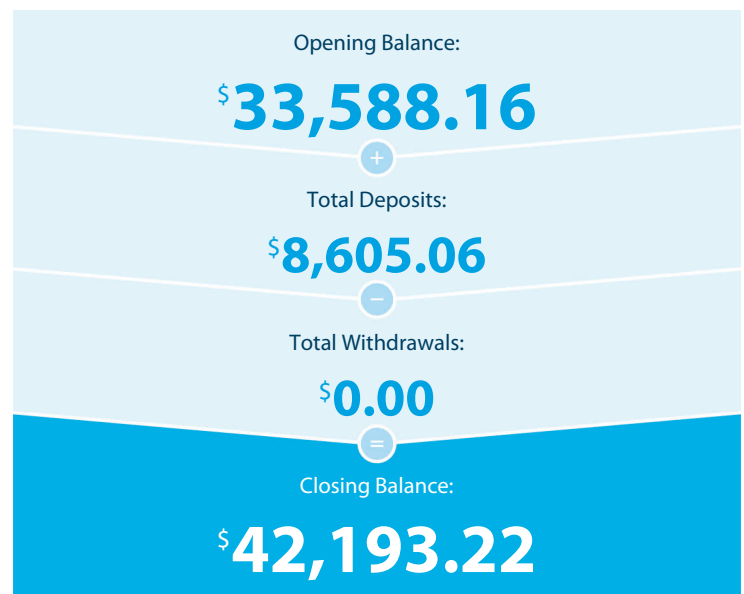 Opening Balance:
$33,588.16
+
Total Deposits:
$8,605.06
−
Total Withdrawals:
$0.00
=
Closing Balance:
$42,193.22